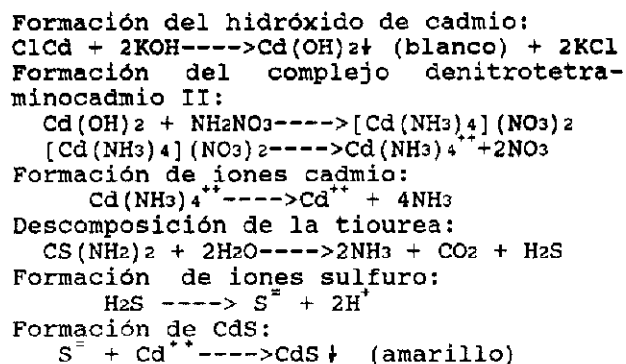 Formación del hidróxido de cadmio:
ClCd + 2KOH---->Cd(OH)2↓ (blanco) + 2KCl
Formación del complejo denitrotetra-
minocadmio II:
Cd(OH)2 + NH2NO3---->[Cd(NH3)4](NO3)2
[Cd(NH3)4](NO3)2---->Cd(NH3)4++ +2NO3
Formación de iones cadmio:
Cd(NH3)4++---->Cd++ + 4NH3
Descomposición de la tiourea:
CS(NH2)2 + 2H2O---->2NH3 + CO2 + H2S
Formación de iones sulfuro:
H2S ----> S= + 2H+
Formación de CdS:
S= + Cd++---->CdS↓ (amarillo)